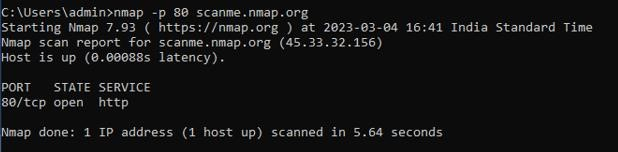 C:\Users\admin>nmap -p 80 scanme.nmap.org
Starting Nmap 7.93 ( https://nmap.org ) at 2023-03-04 16:41 India Standard Time
Nmap scan report for scanme.nmap.org (45.33.32.156)
Host is up (0.00088s latency).
PORT   STATE SERVICE
80/tcp open  http
Nmap done: 1 IP address (1 host up) scanned in 5.64 seconds